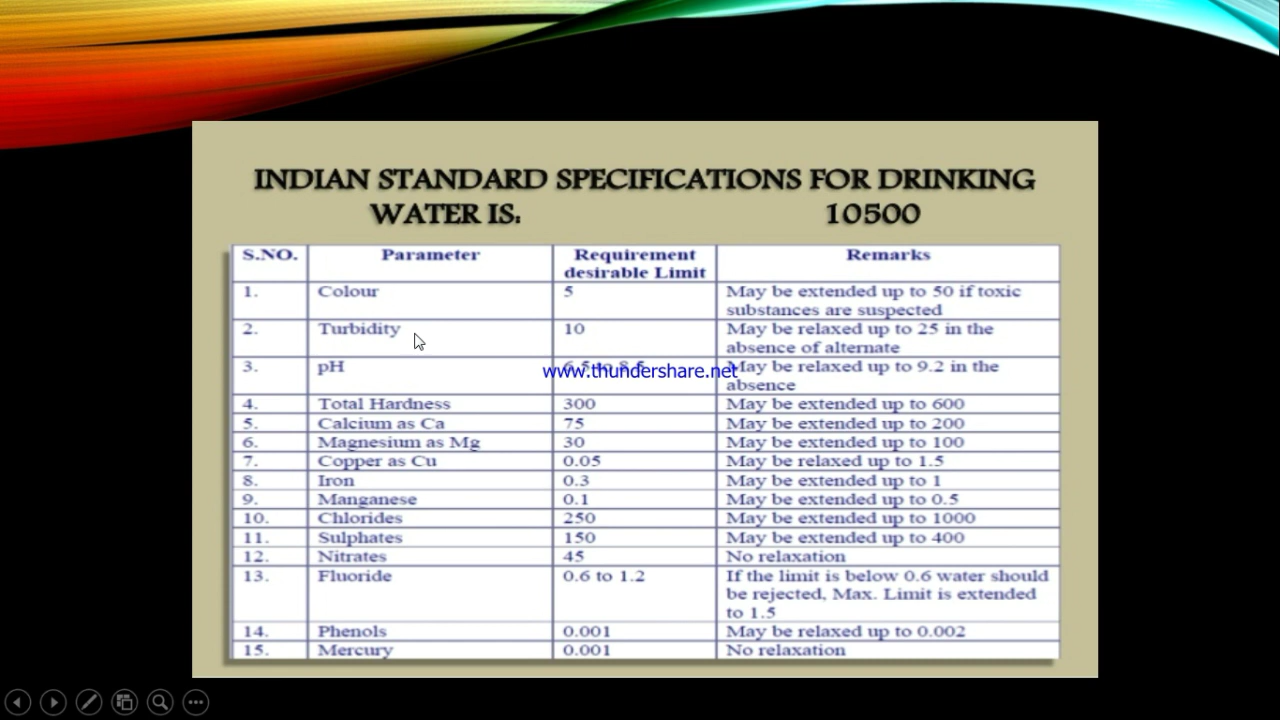 INDIAN STANDARD SPECIFICATIONS FOR DRINKING
WATER IS: 10500
S.NO. Parameter Requirement desirable Limit Remarks
1. Colour 5 May be extended up to 50 if toxic
substances are suspected
2. Turbidity 10 May be relaxed up to 25 in the
absence of alternate
3. pH May be relaxed up to 9.2 in the
absence
www.thundershare.net
4. Total Hardness 300 May be extended up to 600
5. Calcium as Ca 75 May be extended up to 200
6. Magnesium as Mg 30 May be extended up to 100
7. Copper as Cu 0.05 May be relaxed up to 1.5
8. Iron 0.3 May be extended up to 1
9. Manganese 0.1 May be extended up to 0.5
10. Chlorides 250 May be extended up to 1000
11. Sulphates 150 May be extended up to 400
12. Nitrates 45 No relaxation
13. Fluoride 0.6 to 1.2 If the limit is below 0.6 water should
be rejected, Max. Limit is extended
to 1.5
14. Phenols 0.001 May be relaxed up to 0.002
15. Mercury 0.001 No relaxation